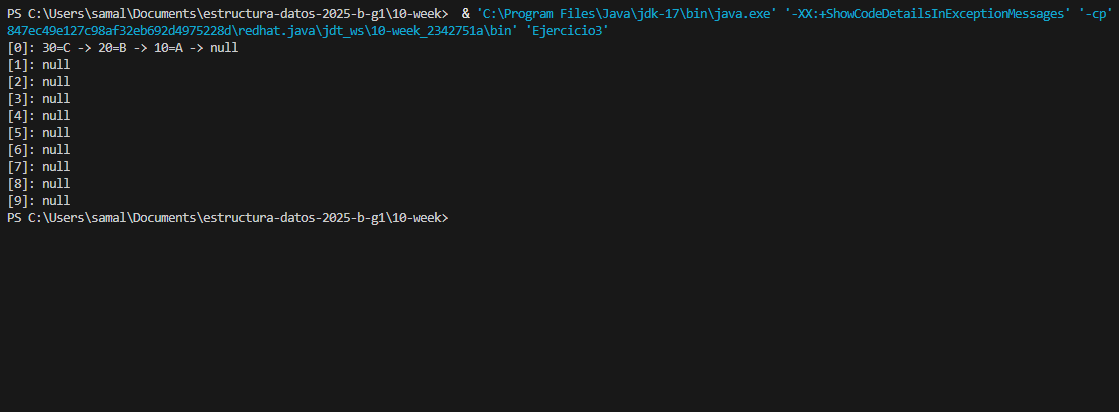 PS C:\Users\samal\Documents\estructura-datos-2025-b-g1\10-week>  & 'C:\Program Files\Java\jdk-17\bin\java.exe' '-XX:+ShowCodeDetailsInExceptionMessages' '-cp'
847ec49e127c98af32eb692d4975228d\redhat.java\jdt_ws\10-week_2342751a\bin' 'Ejercicio3'
[0]: 30=C -> 20=B -> 10=A -> null
[1]: null
[2]: null
[3]: null
[4]: null
[5]: null
[6]: null
[7]: null
[8]: null
[9]: null
PS C:\Users\samal\Documents\estructura-datos-2025-b-g1\10-week>